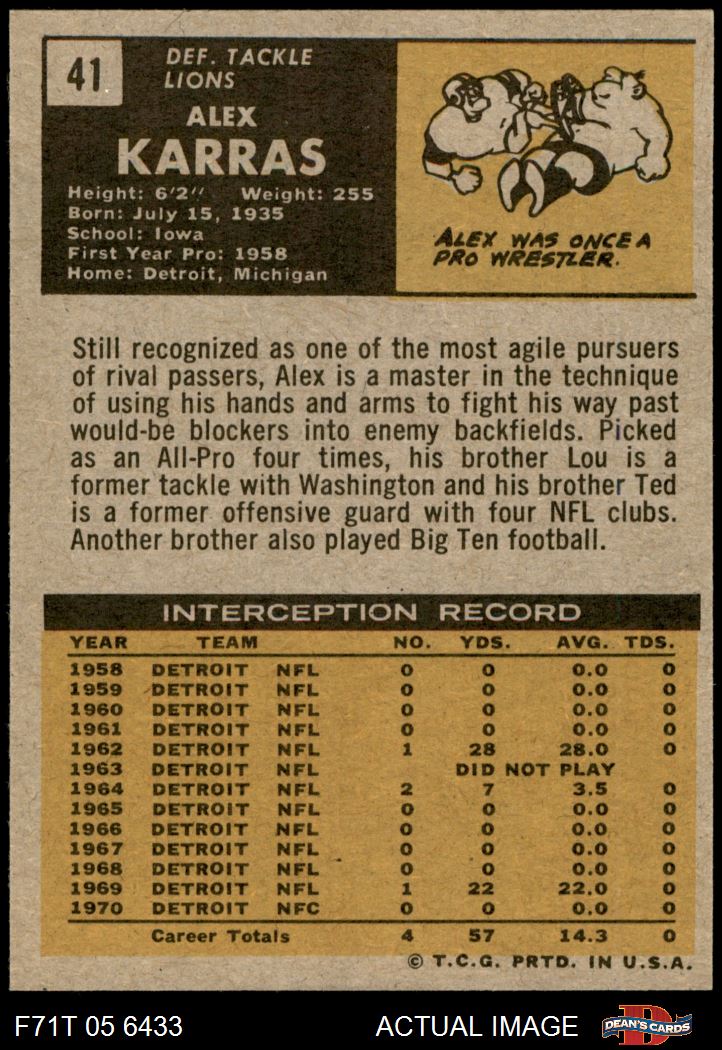 41
DEF. TACKLE
LIONS
ALEX
KARRAS
Height: 6'2" Weight: 255
Born: July 15, 1935
School: Iowa
First Year Pro: 1958
Home: Detroit, Michigan
ALEX WAS ONCE A
PRO WRESTLER.
Still recognized as one of the most agile pursuers
of rival passers, Alex is a master in the technique
of using his hands and arms to fight his way past
would-be blockers into enemy backfields. Picked
as an All-Pro four times, his brother Lou is a
former tackle with Washington and his brother Ted
is a former offensive guard with four NFL clubs.
Another brother also played Big Ten football.
INTERCEPTION RECORD
YEAR TEAM NO. YDS. AVG. TDS.
1958 DETROIT NFL 0 0 0.0 0
1959 DETROIT NFL 0 0 0.0 0
1960 DETROIT NFL 0 0 0.0 0
1961 DETROIT NFL 0 0 0.0 0
1962 DETROIT NFL 1 28 28.0 0
1963 DETROIT NFL DID NOT PLAY
1964 DETROIT NFL 2 7 3.5 0
1965 DETROIT NFL 0 0 0.0 0
1966 DETROIT NFL 0 0 0.0 0
1967 DETROIT NFL 0 0 0.0 0
1968 DETROIT NFL 0 0 0.0 0
1969 DETROIT NFL 1 22 22.0 0
1970 DETROIT NFC 0 0 0.0 0
Career Totals 4 57 14.3 0
© T.C.G. PRTD. IN U.S.A.
F71T 05 6433 ACTUAL IMAGE D DEAN'S CARDS